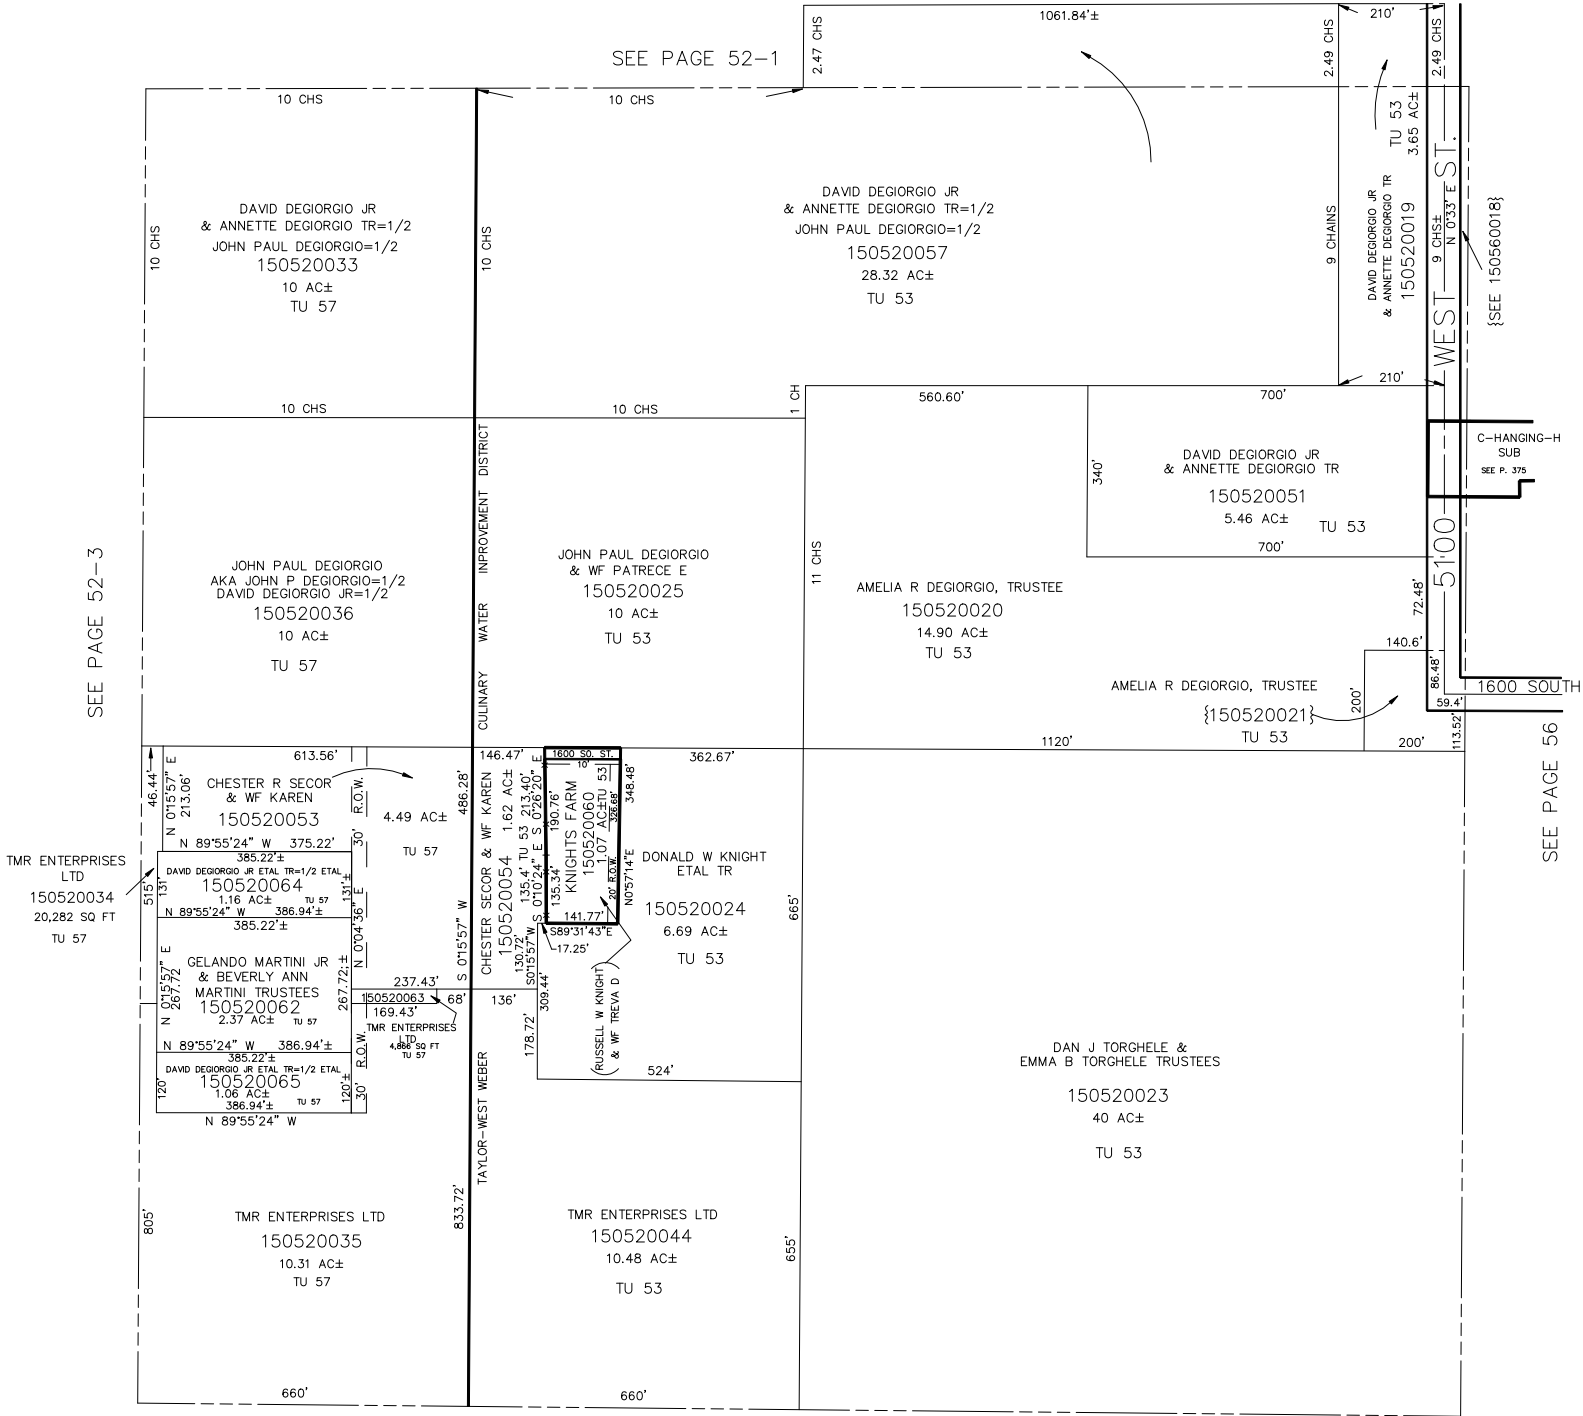 1061.84'±
210'
SEE PAGE 52-1
2.47 CHS
2.49 CHS
2.49 CHS
10 CHS
10 CHS
TU 53
3.65 AC±
DAVID DEGIORGIO JR
& ANNETTE DEGIORGIO TR=1/2
JOHN PAUL DEGIORGIO=1/2
150520033
10 AC±
TU 57
10 CHS
10 CHS
DAVID DEGIORGIO JR
& ANNETTE DEGIORGIO TR=1/2
JOHN PAUL DEGIORGIO=1/2
150520057
28.32 AC±
TU 53
9 CHAINS
DAVID DEGIORGIO JR
& ANNETTE DEGIORGIO TR
150520019
9 CHS±
N 0°33' E
5100 WEST ST.
{SEE 150560018}
210'
10 CHS
10 CHS
1 CH
560.60'
700'
C-HANGING-H
SUB
SEE P. 375
340'
DAVID DEGIORGIO JR
& ANNETTE DEGIORGIO TR
150520051
5.46 AC±
TU 53
700'
SEE PAGE 52-3
JOHN PAUL DEGIORGIO
AKA JOHN P DEGIORGIO=1/2
DAVID DEIORGIO JR=1/2
150520036
10 AC±
TU 57
TAYLOR-WEST WEBER CULINARY WATER INPROVEMENT DISTRICT
JOHN PAUL DEGIORGIO
& WF PATRECE E
150520025
10 AC±
TU 53
11 CHS
AMELIA R DEGIORGIO, TRUSTEE
150520020
14.90 AC±
TU 53
72.48'
140.6'
86.48'
200'
AMELIA R DEGIORGIO, TRUSTEE
{150520021}
TU 53
1600 SOUTH
59.4'
113.52'
SEE PAGE 56
1120'
200'
613.56'
146.47'
1600 SO. ST.
10'
362.67'
46.44'
N 0°15'57" E
213.06'
CHESTER R SECOR
& WF KAREN
150520053
30' R.O.W.
4.49 AC±
TU 57
486.28'
N 89°55'24" W 375.22'
TMR ENTERPRISES
LTD
150520034
20,282 SQ FT
TU 57
515'
385.22'±
DAVID DEGIORGIO JR ETAL TR=1/2 ETAL
150520064
1.16 AC±
TU 57
131'
131'±
N 89°55'24" W 386.94'±
385.22'±
GELANDO MARTINI JR
& BEVERLY ANN
MARTINI TRUSTEES
150520062
2.37 AC±
TU 57
N 0°15'57" E
267.72
267.72'±
N 0°04'36" E
N 89°55'24" W 386.94'±
385.22'±
DAVID DEGIORGIO JR ETAL TR=1/2 ETAL
150520065
1.06 AC±
TU 57
120'
120'±
386.94'±
N 89°55'24" W
30' R.O.W.
237.43'
150520063
169.43'
68'
136'
TMR ENTERPRISES
LTD
4,866 SQ FT
TU 57
S 0°15'57" W
CHESTER SECOR & WF KAREN
150520054
1.62 AC±
TU 53
213.40'
135.4'
130.72'
S0°15'57"W
S 0°10'24" E
S 0°26'20" E
190.76'
135.34'
KNIGHTS FARM
150520060
1.07 AC±
TU 53
326.68'
20' R.O.W.
348.48'
N0°57'14"E
141.77'
S89°31'43"E
17.25'
309.44'
178.72'
(RUSSELL W KNIGHT
& WF TREVA D)
DONALD W KNIGHT
ETAL TR
150520024
6.69 AC±
TU 53
524'
665'
DAN J TORGHELE &
EMMA B TORGHELE TRUSTEES
150520023
40 AC±
TU 53
805'
TMR ENTERPRISES LTD
150520035
10.31 AC±
TU 57
833.72'
TMR ENTERPRISES LTD
150520044
10.48 AC±
TU 53
655'
660'
660'